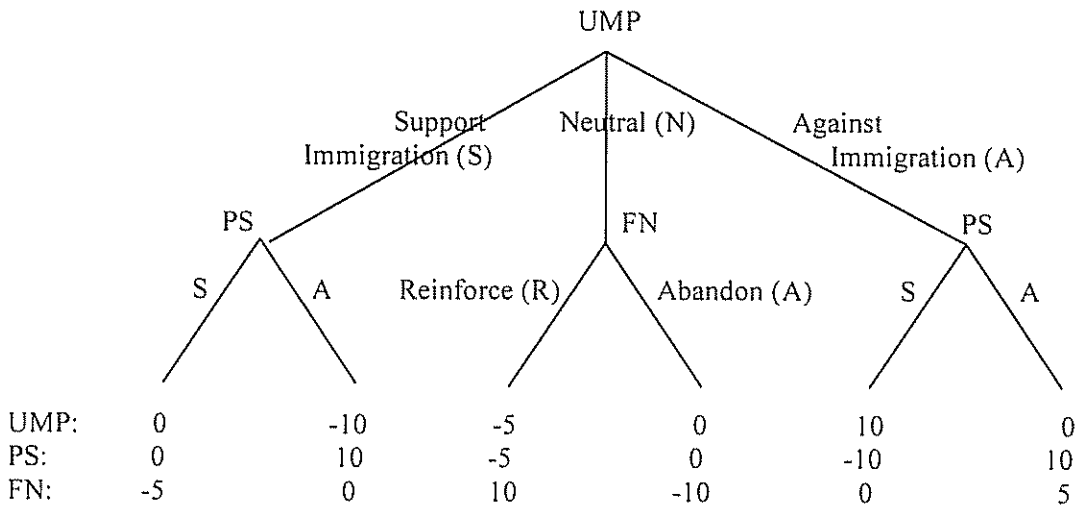 UMP
Support Neutral (N) Against
Immigration (S) Immigration (A)
PS FN PS
S A Reinforce (R) Abandon (A) S A
UMP: 0 -10 -5 0 10 0
PS: 0 10 -5 0 -10 10
FN: -5 0 10 -10 0 5